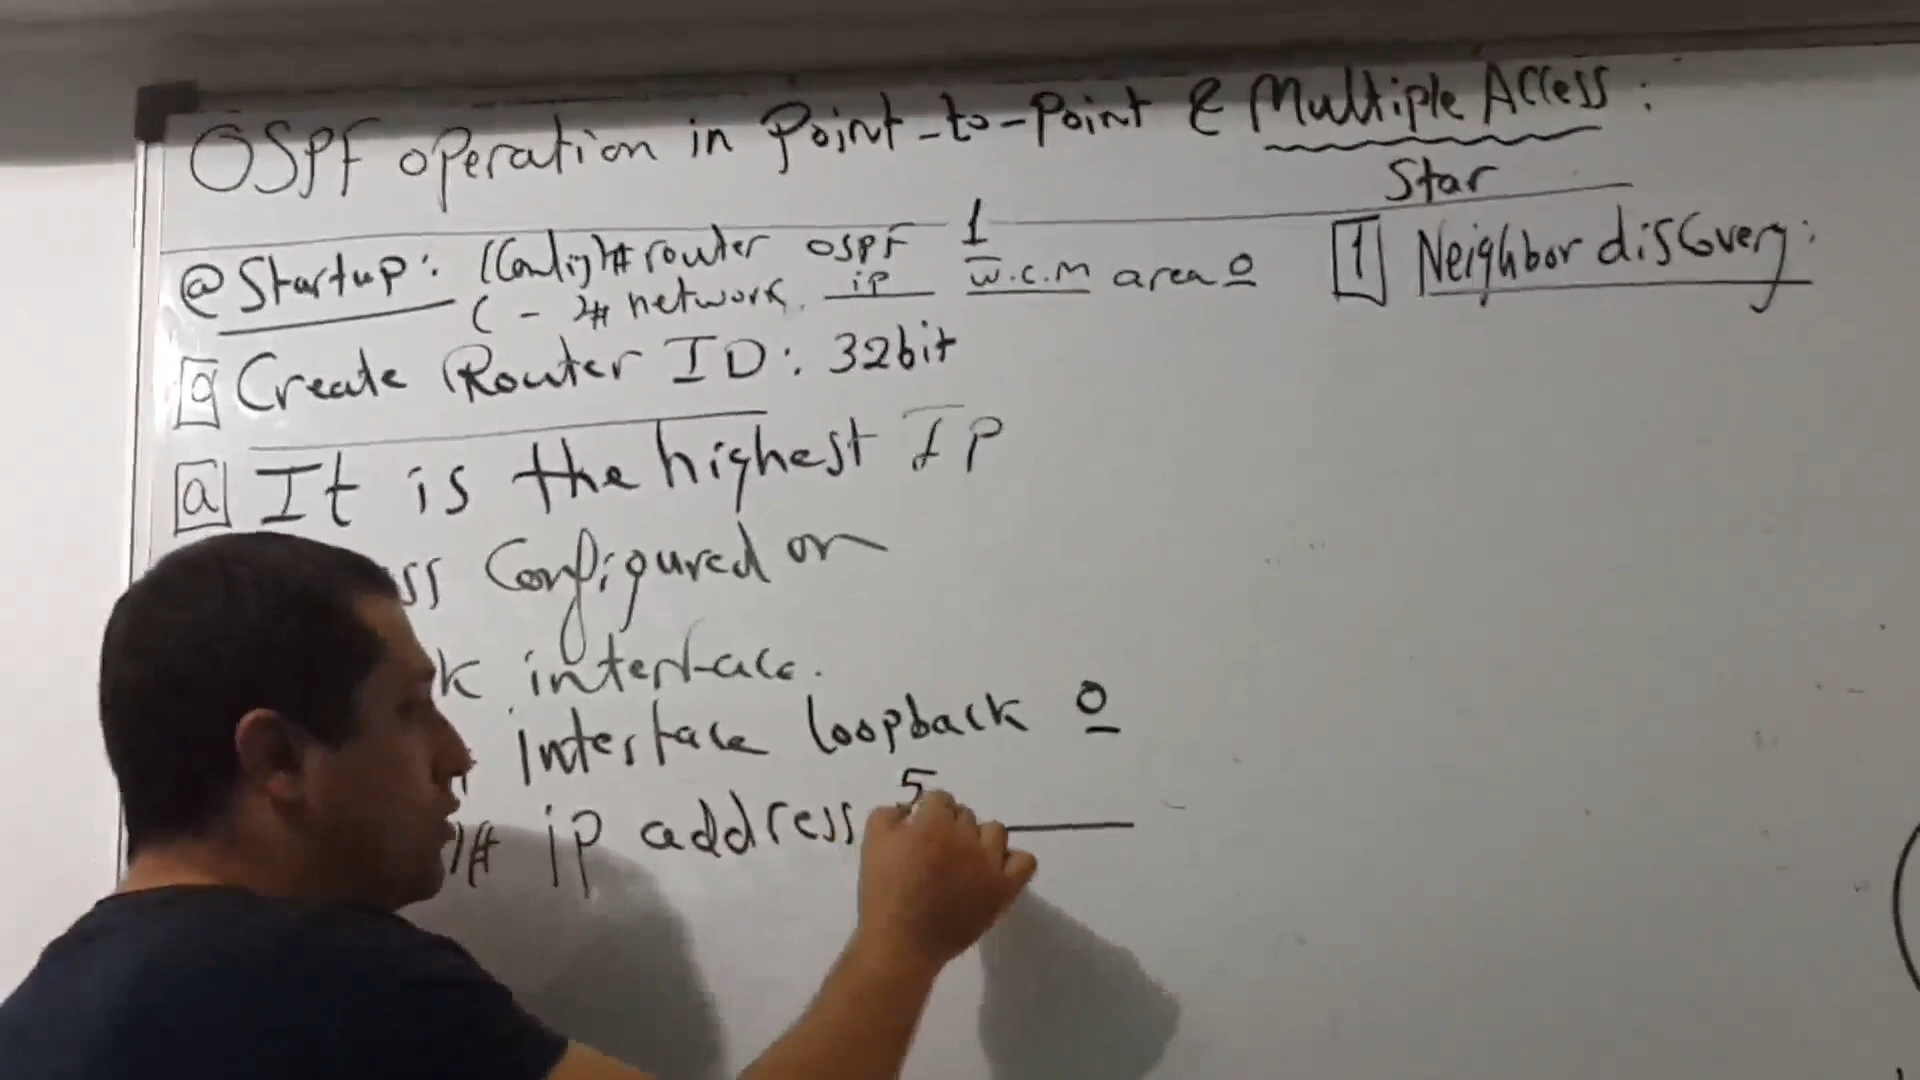 OSPF operation in Point-to-Point & Multiple Access:
Star
@Startup: (Config)# router OSPF 1
( - )# network ip w.c.m area 0
0 Create Router ID: 32bit
a It is the highest IP
ss Configured on
k interface.
interface loopback 0
)# ip address 5
1 Neighbor discovery: